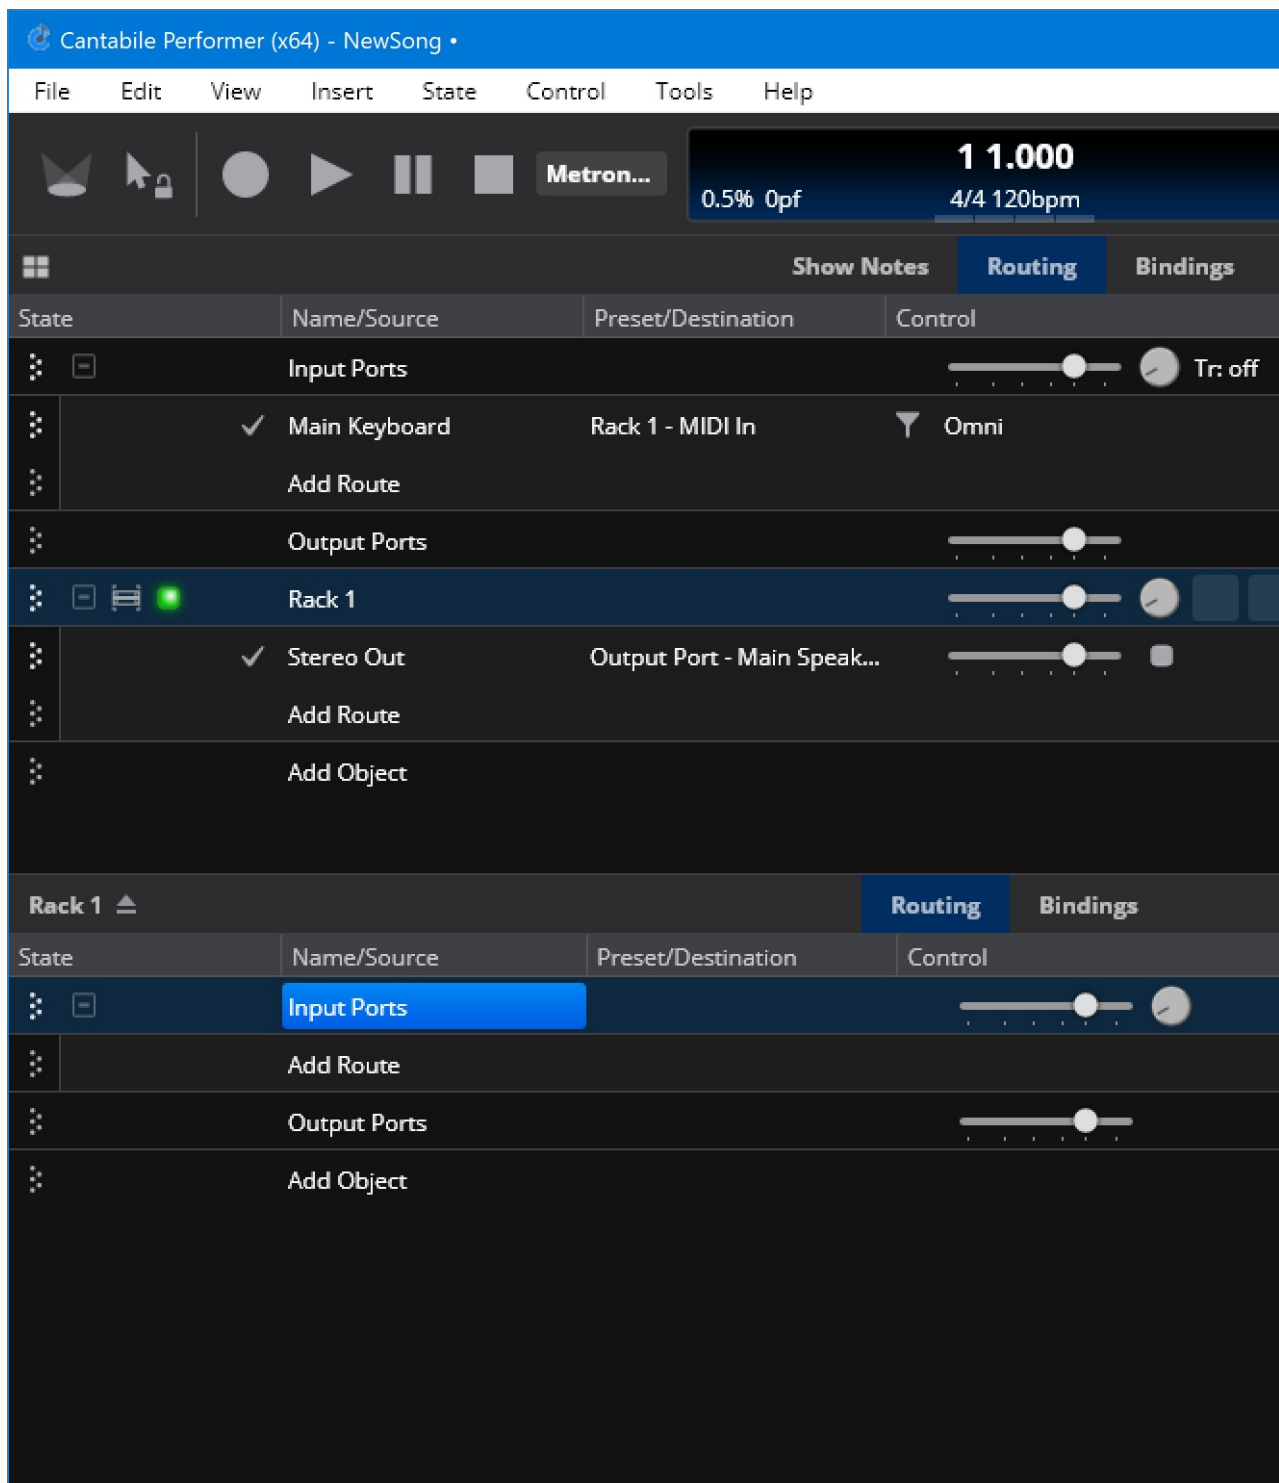 Cantabile Performer (x64) - NewSong •
File Edit View Insert State Control Tools Help
1 1.000
Metron...
0.5% 0pf 4/4 120bpm
Show Notes Routing Bindings
State Name/Source Preset/Destination Control
Input Ports Tr: off
Main Keyboard Rack 1 - MIDI In Omni
Add Route
Output Ports
Rack 1
Stereo Out Output Port - Main Speak...
Add Route
Add Object
Rack 1 Routing Bindings
State Name/Source Preset/Destination Control
Input Ports
Add Route
Output Ports
Add Object